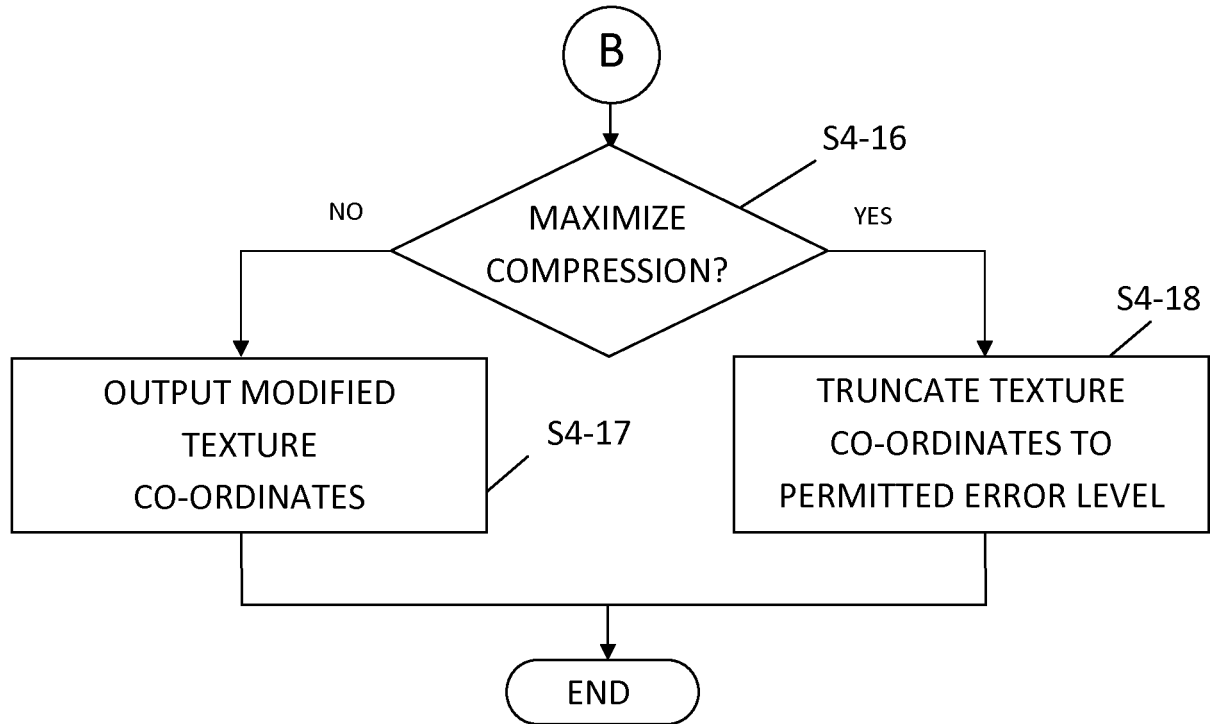 B
S4-16
NO
MAXIMIZE
YES
COMPRESSION?
S4-18
OUTPUT MODIFIED
TEXTURE
CO-ORDINATES
S4-17
TRUNCATE TEXTURE
CO-ORDINATES TO
PERMITTED ERROR LEVEL
END